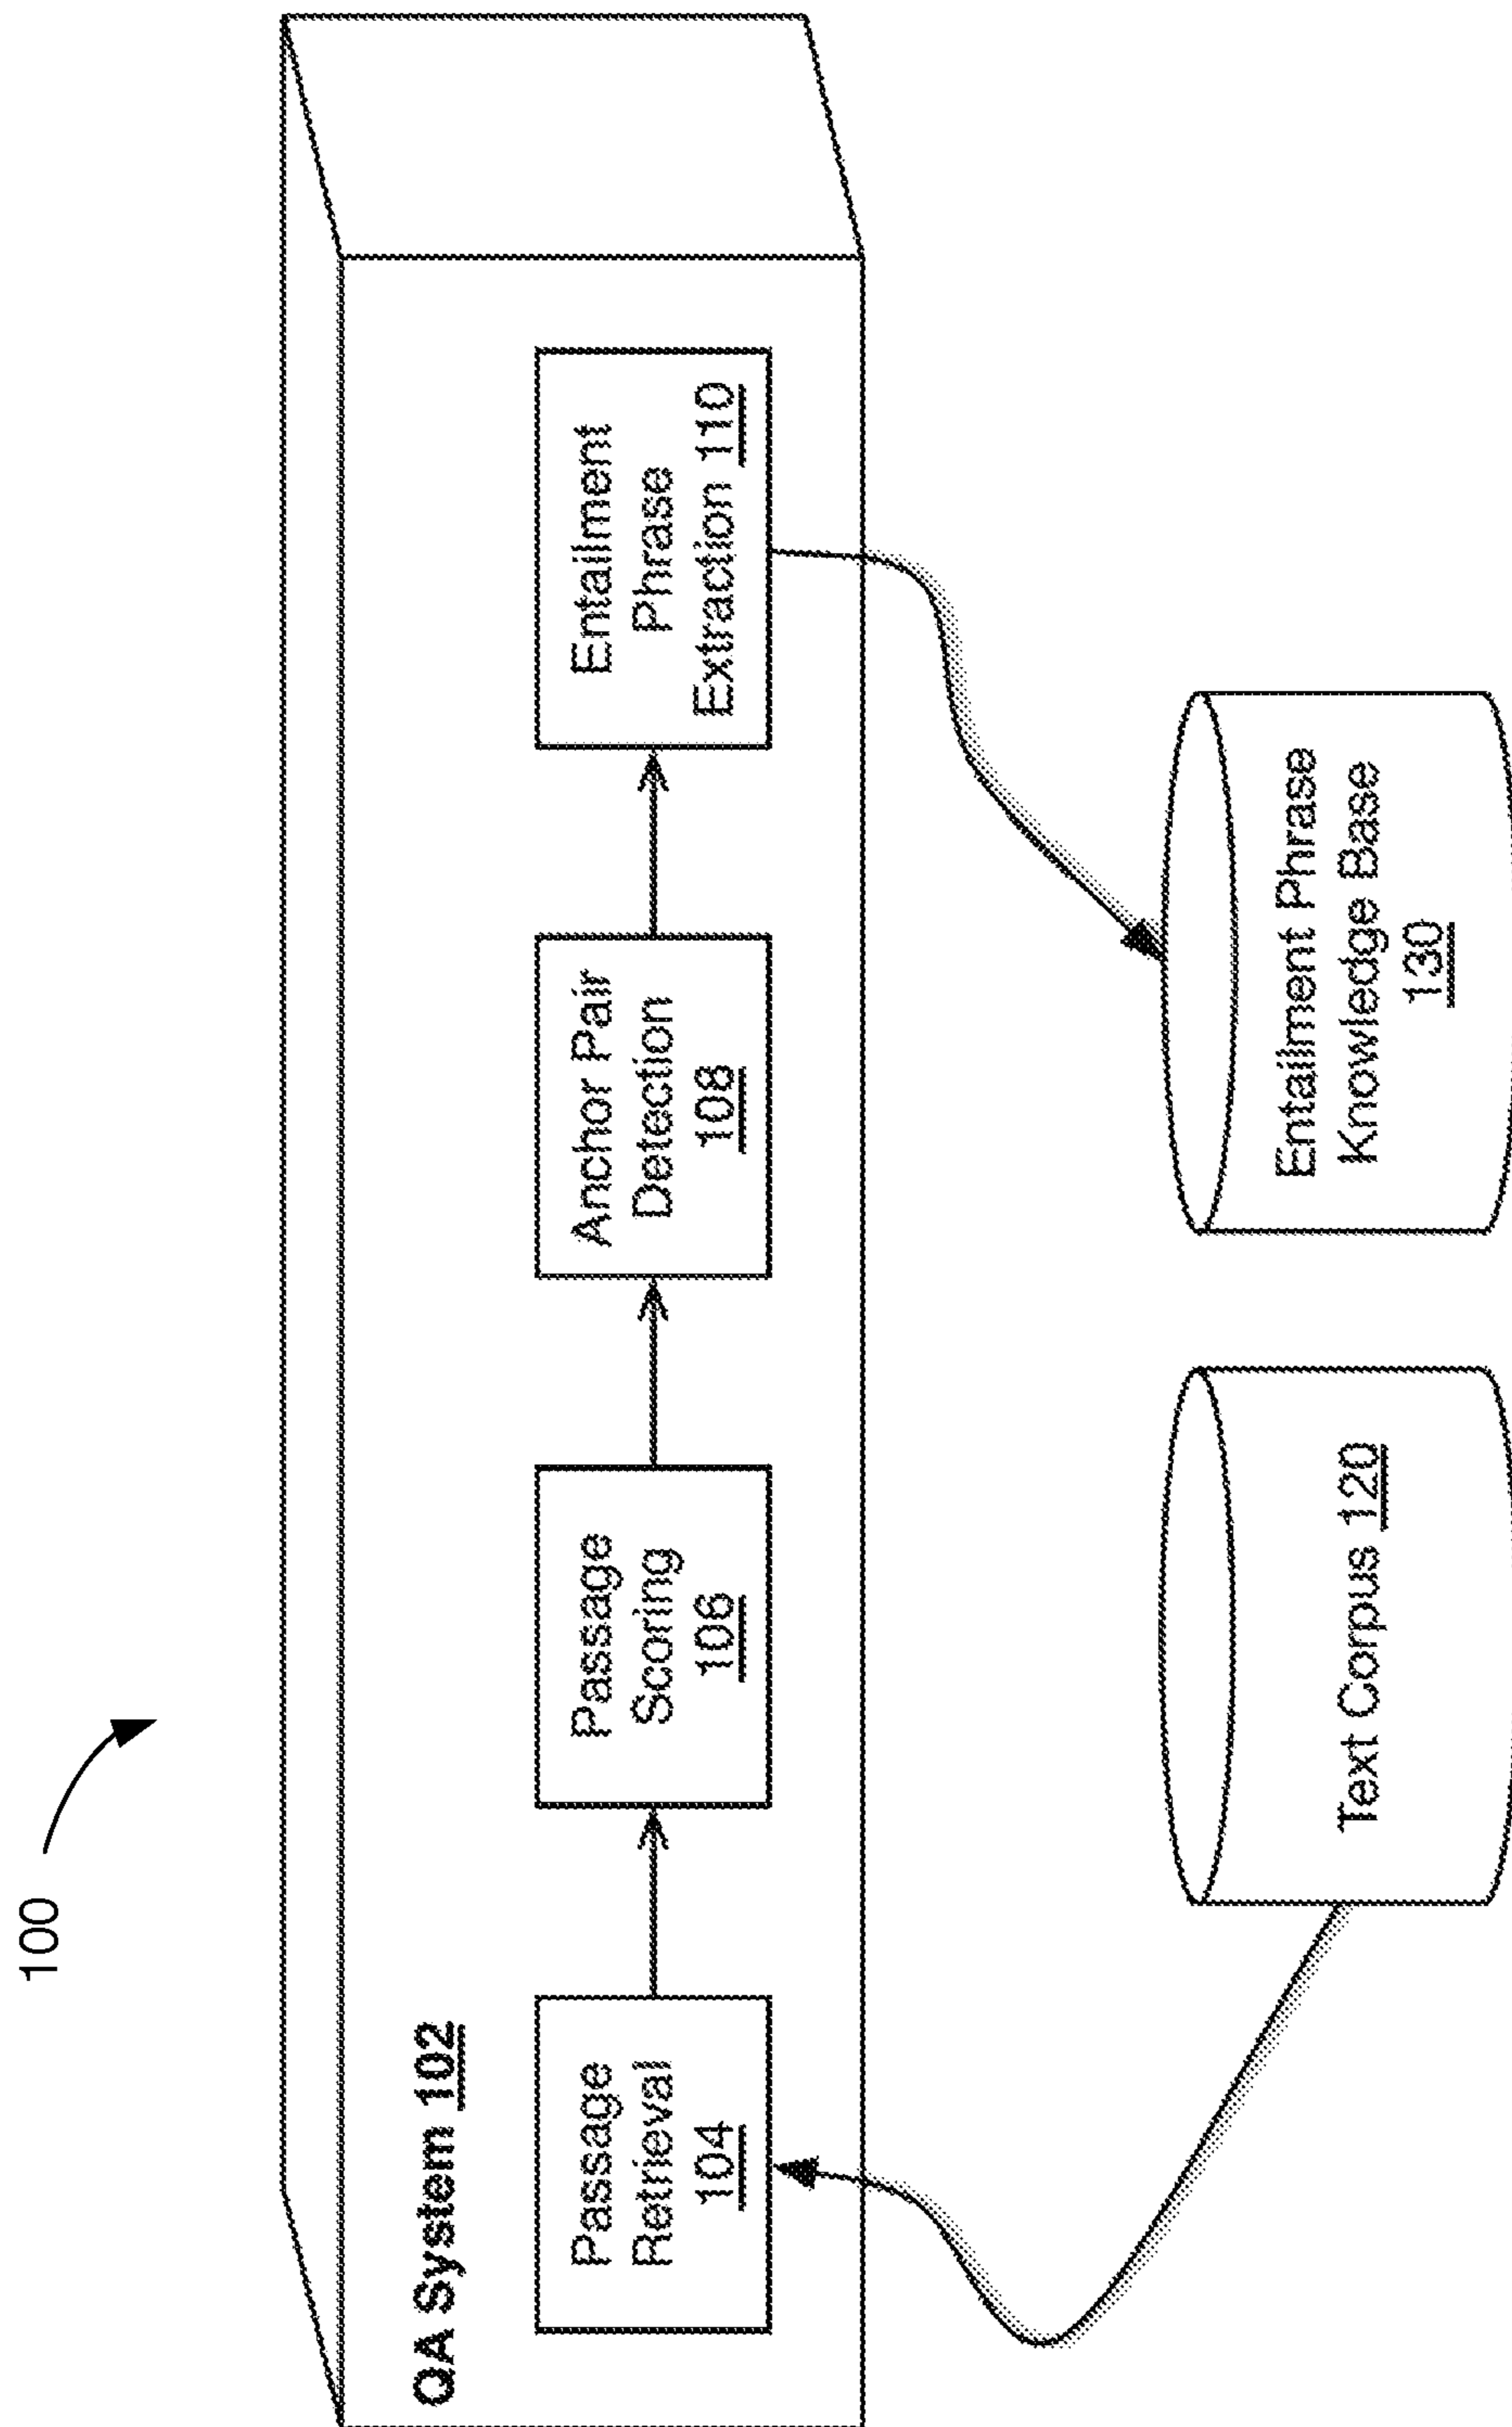 100
QA System 102
Passage
Retrieval
104
Passage
Scoring
106
Anchor Pair
Detection
108
Entailment
Phrase
Extraction 110
Text Corpus 120
Entailment Phrase
Knowledge Base
130